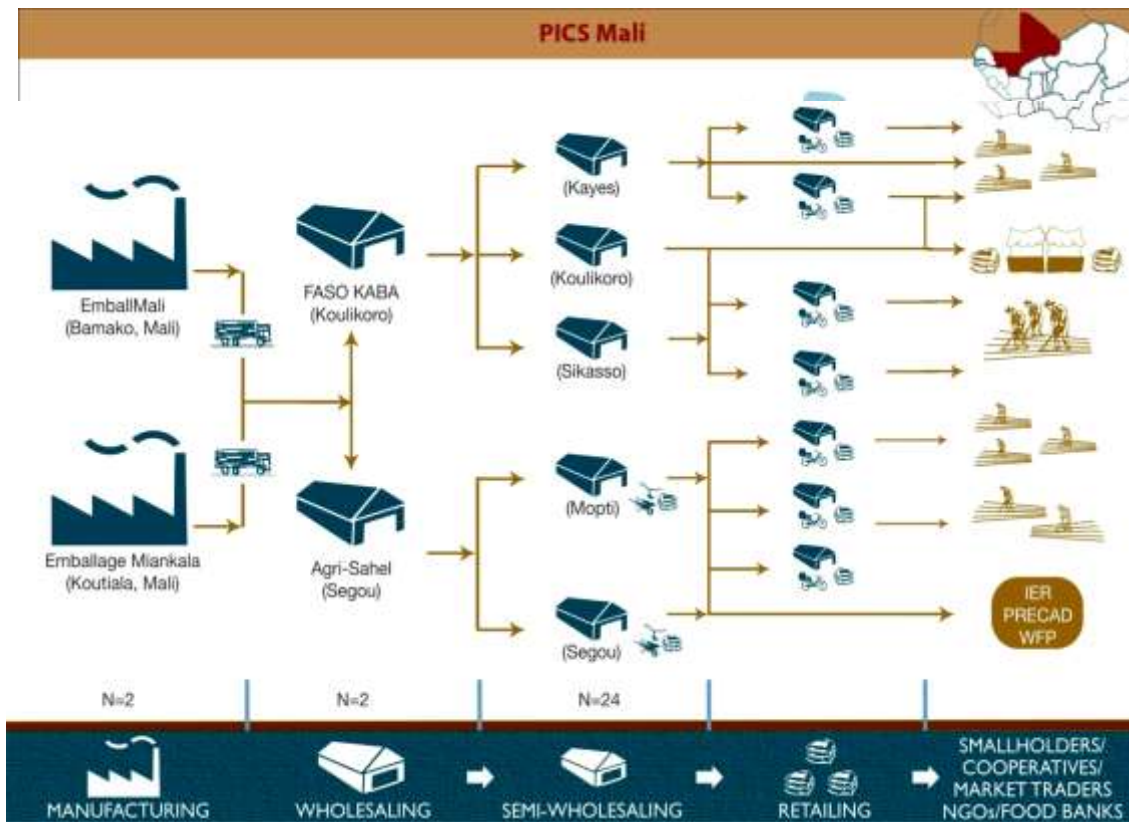 PICS Mali
EmballMali
(Bamako, Mali)
Emballage Miankala
(Koutiala, Mali)
FASO KABA
(Koulikoro)
Agri-Sahel
(Segou)
(Kayes)
(Koulikoro)
(Sikasso)
(Mopti)
(Segou)
IER
PRECAD
WFP
N=2
N=2
N=24
MANUFACTURING
WHOLESALING
SEMI-WHOLESALING
RETAILING
SMALLHOLDERS/
COOPERATIVES/
MARKET TRADERS
NGOs/FOOD BANKS